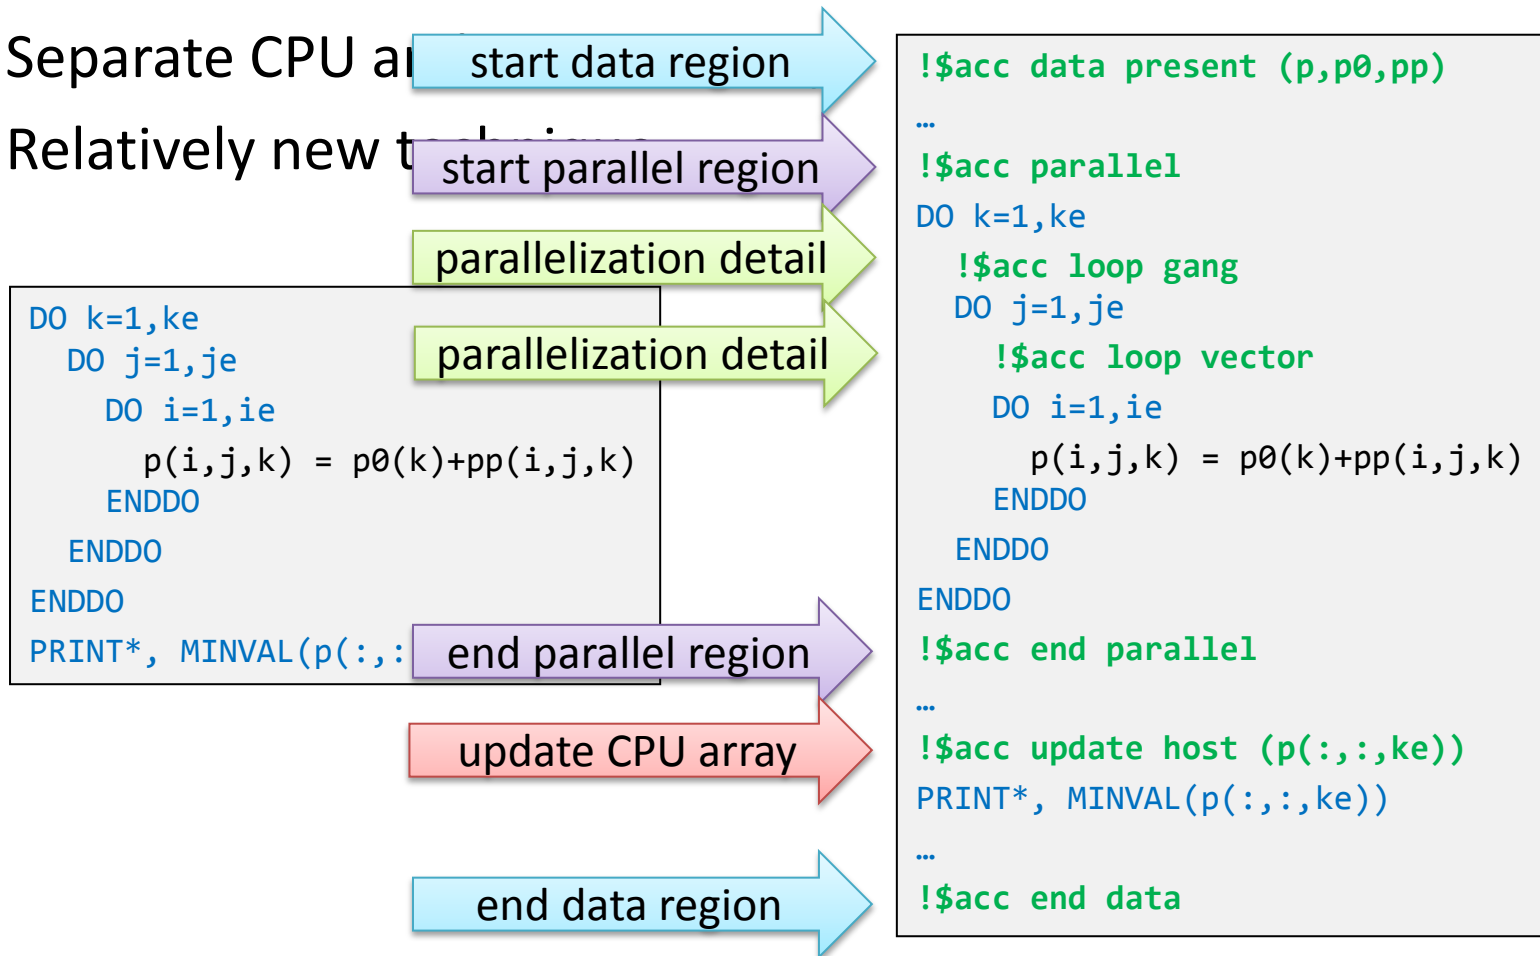 Separate CPU
Relatively new
start data region
start parallel region
parallelization detail
parallelization detail
end parallel region
update CPU array
end data region
DO k=1,ke
DO j=1,je
DO i=1,ie
p(i,j,k) = p0(k)+pp(i,j,k)
ENDDO
ENDDO
ENDDO
PRINT*, MINVAL(p(:,:
!$acc data present (p,p0,pp)
…
!$acc parallel
DO k=1,ke
!$acc loop gang
DO j=1,je
!$acc loop vector
DO i=1,ie
p(i,j,k) = p0(k)+pp(i,j,k)
ENDDO
ENDDO
ENDDO
!$acc end parallel
…
!$acc update host (p(:,:,ke))
PRINT*, MINVAL(p(:,:,ke))
…
!$acc end data